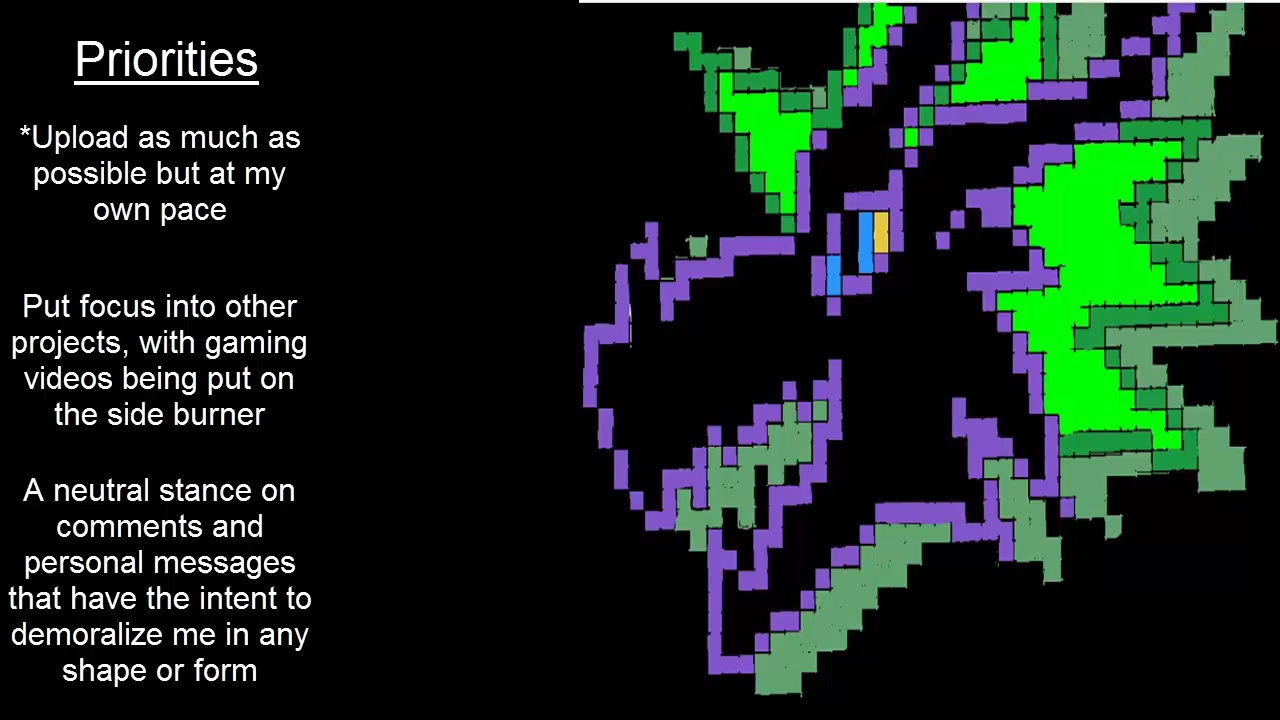 Priorities
*Upload as much as
possible but at my
own pace
Put focus into other
projects, with gaming
videos being put on
the side burner
A neutral stance on
comments and
personal messages
that have the intent to
demoralize me in any
shape or form